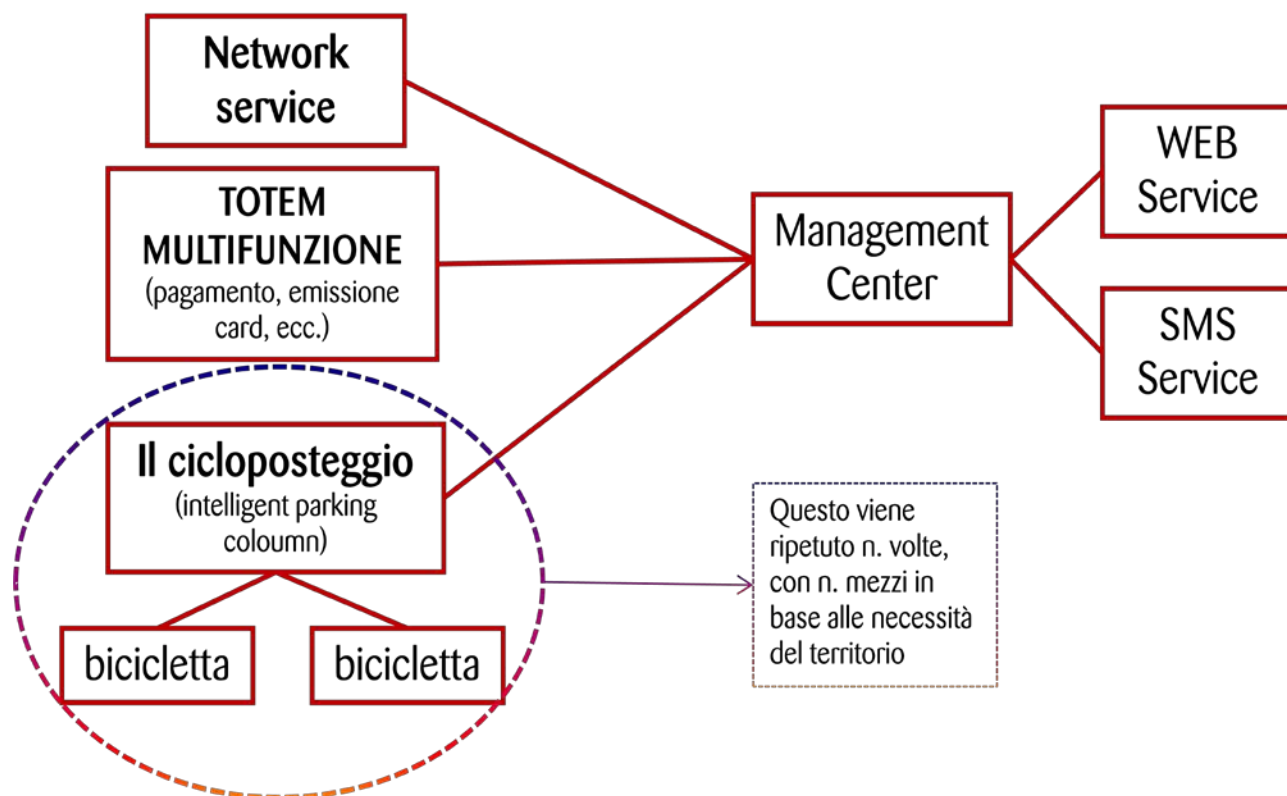 Network
service
TOTEM
MULTIFUNZIONE
(pagamento, emissione
card, ecc.)
Il cicloposteggio
(intelligent parking
coloumn)
bicicletta
bicicletta
Management
Center
WEB
Service
SMS
Service
Questo viene
ripetuto n. volte,
con n. mezzi in
base alle necessità
del territorio